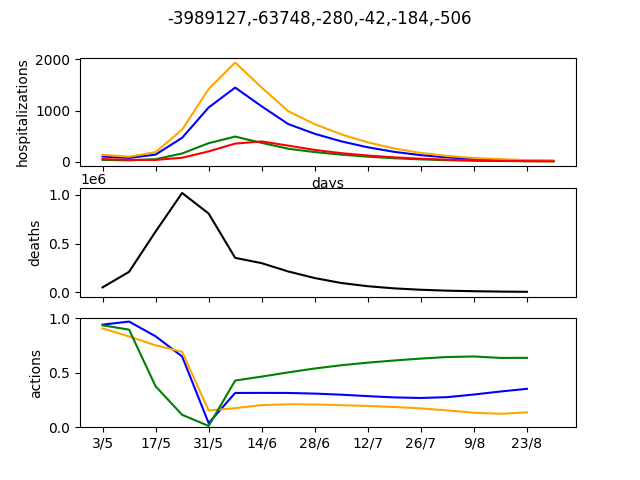 -3989127,-63748,-280,-42,-184,-506
2000
1000
0
hospitalizations
days
1e6
1.0
0.5
0.0
deaths
1.0
0.5
0.0
actions
3/5 17/5 31/5 14/6 28/6 12/7 26/7 9/8 23/8